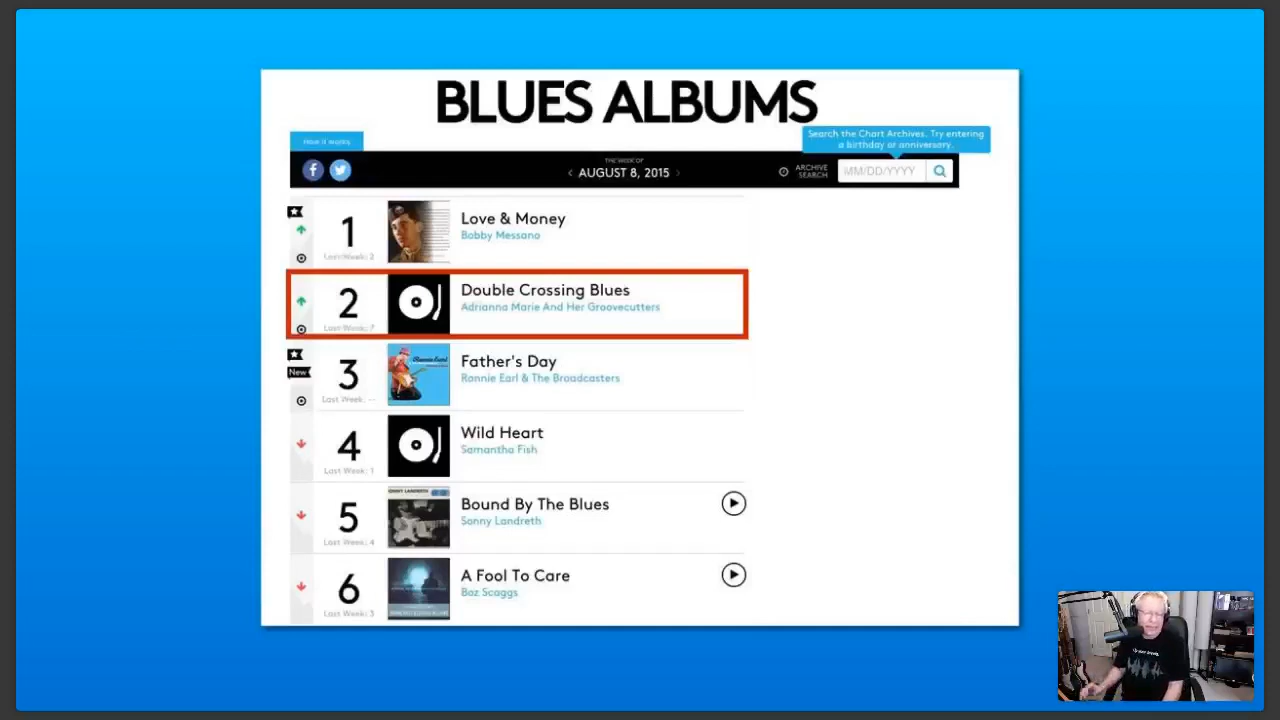 BLUES ALBUMS
Search the Chart Archives. Try entering
a birthday or anniversary.
How it works
f
THE WEEK OF
‹ AUGUST 8, 2015 ›
ARCHIVE
SEARCH
MM/DD/YYYY
1
Last Week: 2
Love & Money
Bobby Messano
2
Last Week: 7
Double Crossing Blues
Adrianna Marie And Her Groovecutters
New
3
Last Week: --
Father's Day
Ronnie Earl & The Broadcasters
4
Last Week: 1
Wild Heart
Samantha Fish
5
Last Week: 4
Bound By The Blues
Sonny Landreth
6
Last Week: 3
A Fool To Care
Boz Scaggs